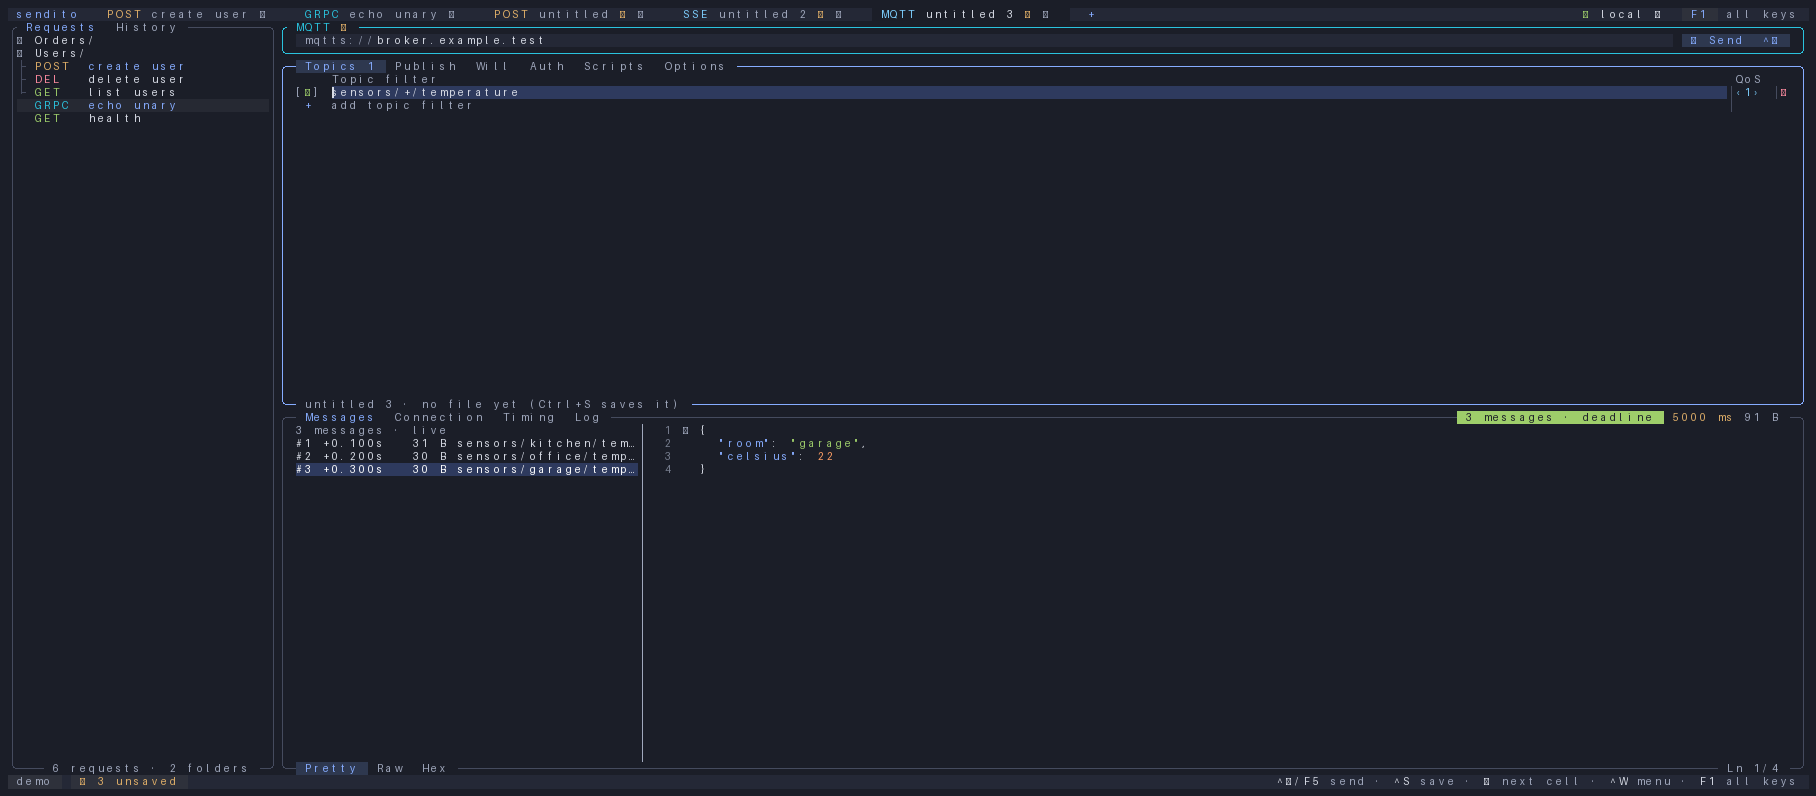 sendito POST create user GRPC echo unary POST untitled SSE untitled 2 MQTT untitled 3 + local F1 all keys
Requests History
Orders/
Users/
POST create user
DEL delete user
GET list users
GRPC echo unary
GET health
6 requests · 2 folders
MQTT
mqtts://broker.example.test
Send ^
Topics 1 Publish Will Auth Scripts Options
Topic filter QoS
[ ] sensors/+/temperature ‹1›
+ add topic filter
untitled 3 · no file yet (Ctrl+S saves it)
Messages Connection Timing Log 3 messages · deadline 5000 ms 91 B
3 messages · live
#1 +0.100s 31 B sensors/kitchen/tem…
#2 +0.200s 30 B sensors/office/temp…
#3 +0.300s 30 B sensors/garage/temp…
1 {
2 "room": "garage",
3 "celsius": 22
4 }
Pretty Raw Hex Ln 1/4
demo 3 unsaved ^ /F5 send · ^S save · next cell · ^W menu · F1 all keys